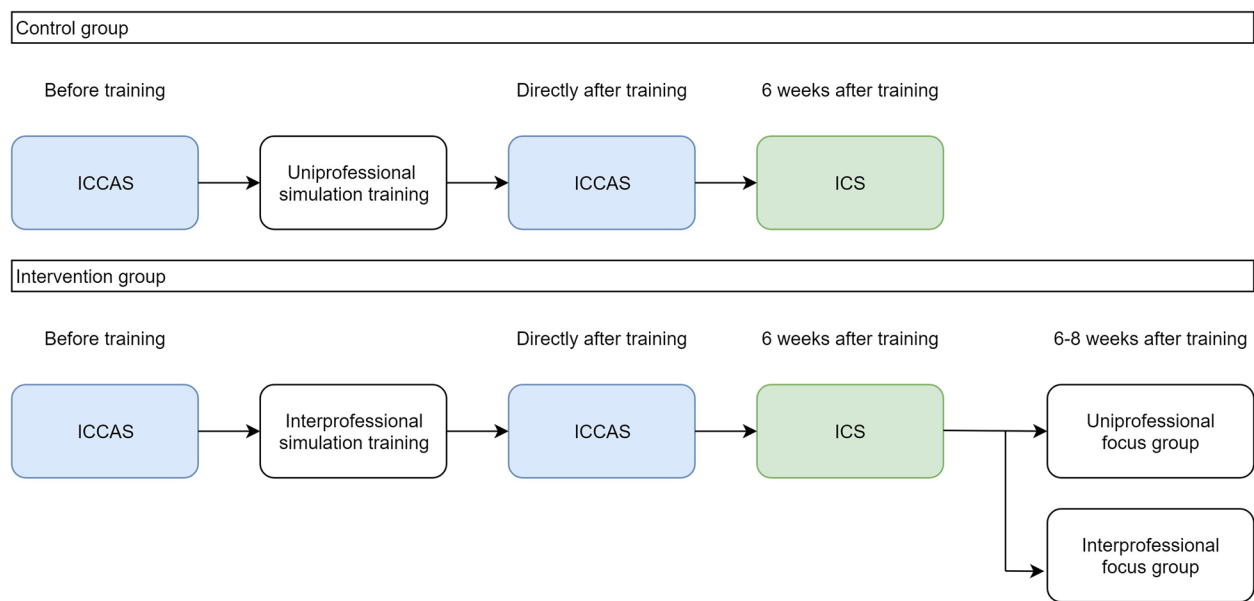 Control group
Before training
Directly after training
6 weeks after training
ICCAS
Uniprofessional
simulation training
ICCAS
ICS
Intervention group
Before training
Directly after training
6 weeks after training
6-8 weeks after training
ICCAS
Interprofessional
simulation training
ICCAS
ICS
Uniprofessional
focus group
Interprofessional
focus group